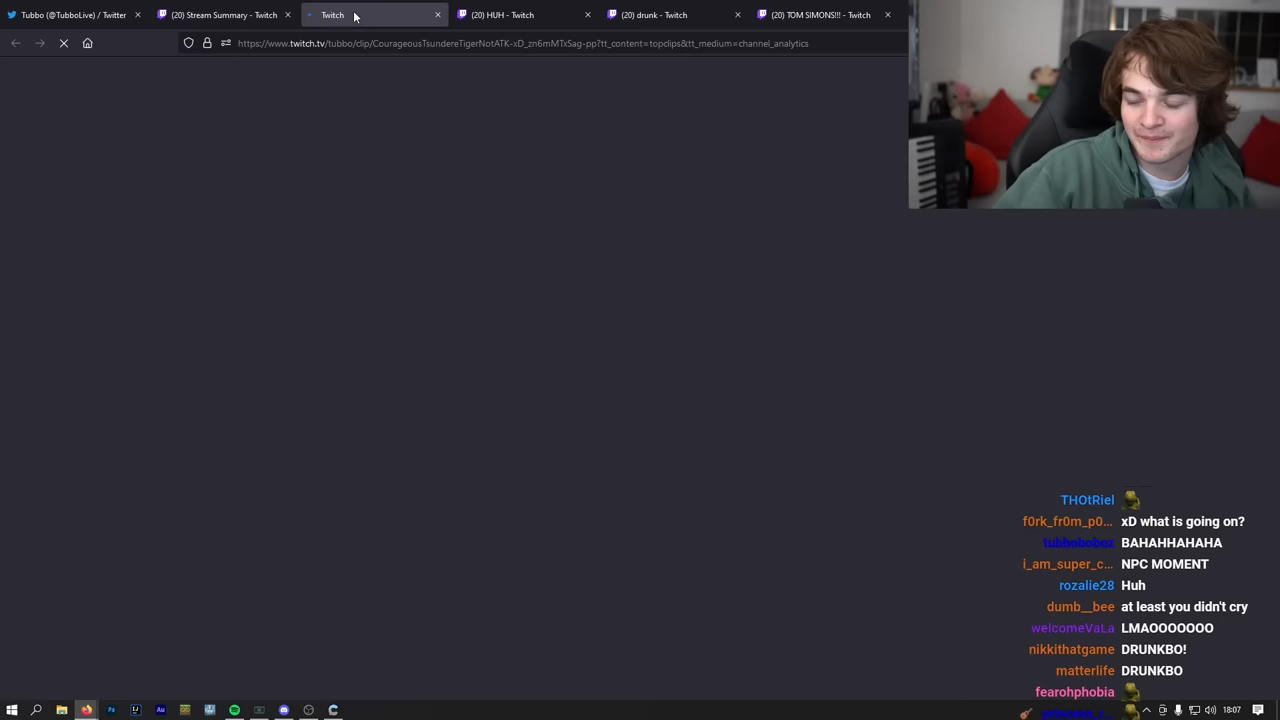 Tubbo (@TubboLive) / Twitter
(20) Stream Summary - Twitch
Twitch
(20) HUH - Twitch
(20) drunk - Twitch
(20) TOM SIMONS!!! - Twitch
https://www.twitch.tv/tubbo/clip/CourageousTsundereTigerNotATK-xD_zn6mMTxSag-pp?tt_content=topclips&tt_medium=channel_analytics
THOtRiel
f0rk_fr0m_p0... xD what is going on?
tubboboboz BAHAHHAHAHA
i_am_super_c... NPC MOMENT
rozalie28 Huh
dumb__bee at least you didn't cry
welcomeVaLa LMAOOOOOOO
nikkithatgame DRUNKBO!
matterlife DRUNKBO
fearohphobia
18:07